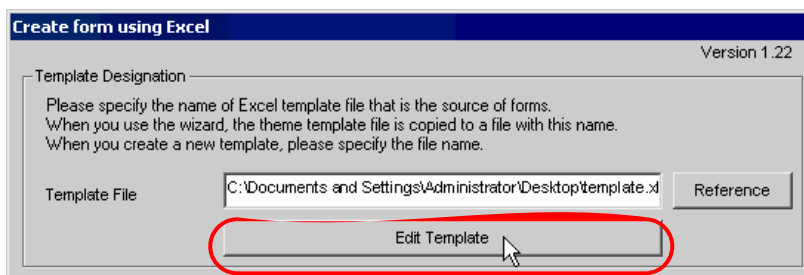 Create form using Excel
Version 1.22
Template Designation
Please specify the name of Excel template file that is the source of forms.
When you use the wizard, the theme template file is copied to a file with this name.
When you create a new template, please specify the file name.
Template File C:\Documents and Settings\Administrator\Desktop\template.xl Reference
Edit Template